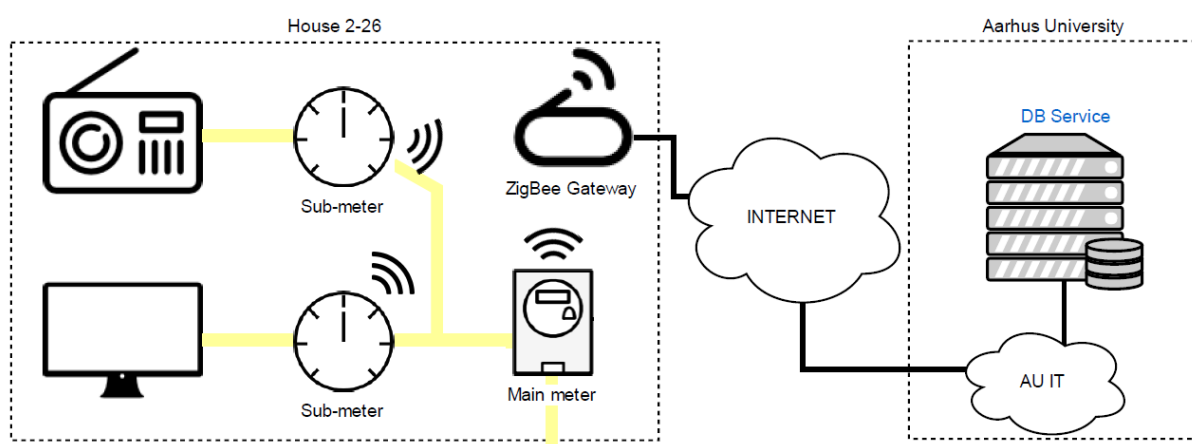 House 2-26
Aarhus University
DB Service
Sub-meter
ZigBee Gateway
INTERNET
Sub-meter
Main meter
AU IT